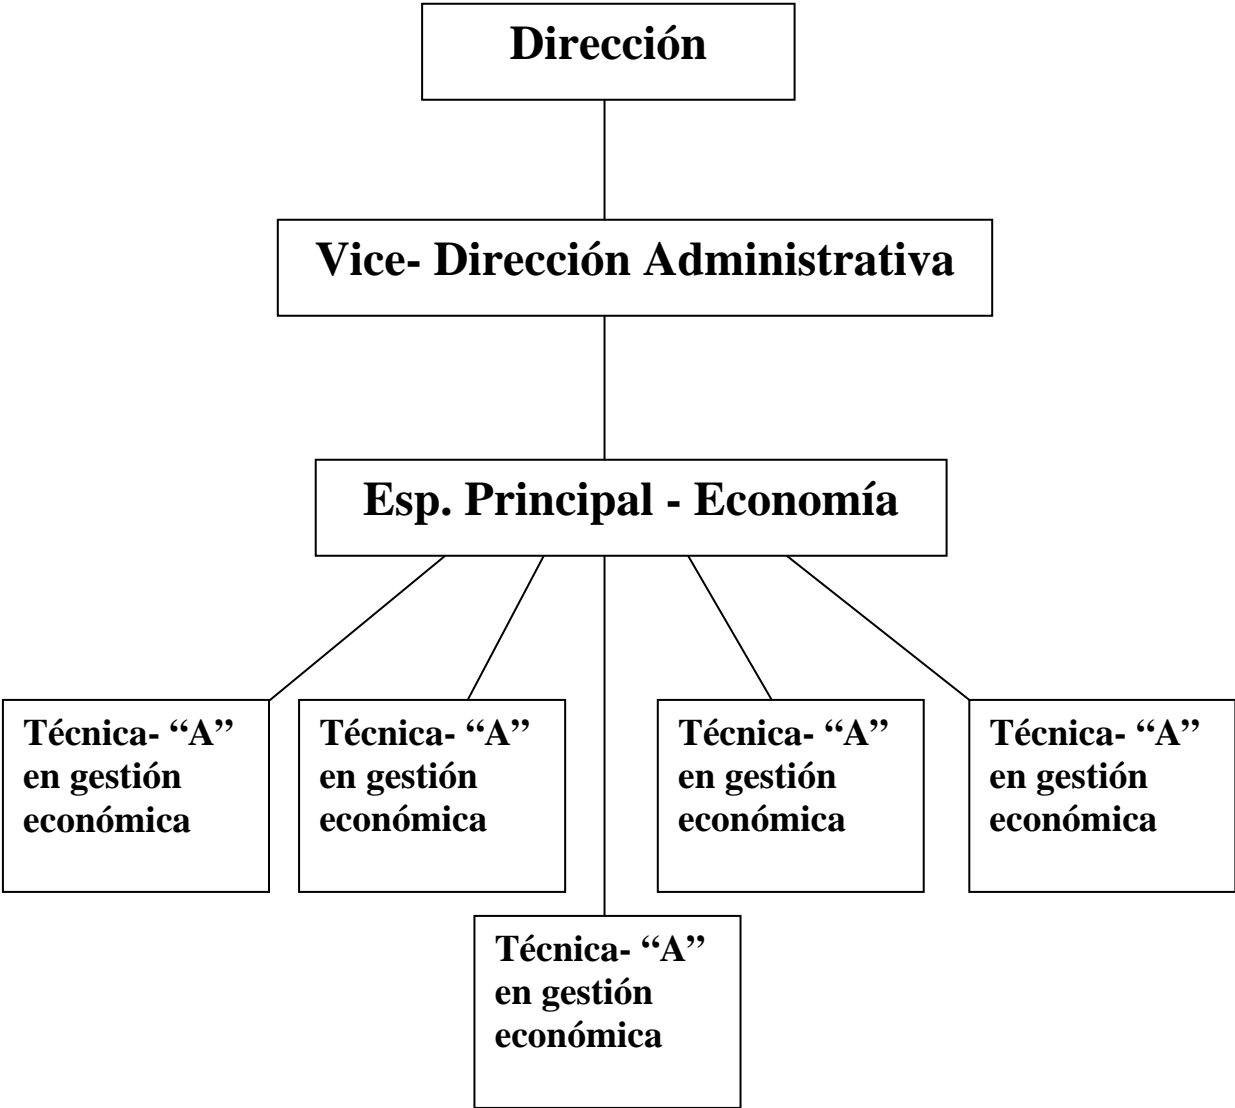 Dirección
Vice- Dirección Administrativa
Esp. Principal - Economía
Técnica- “A”
en gestión
económica
Técnica- “A”
en gestión
económica
Técnica- “A”
en gestión
económica
Técnica- “A”
en gestión
económica
Técnica- “A”
en gestión
económica